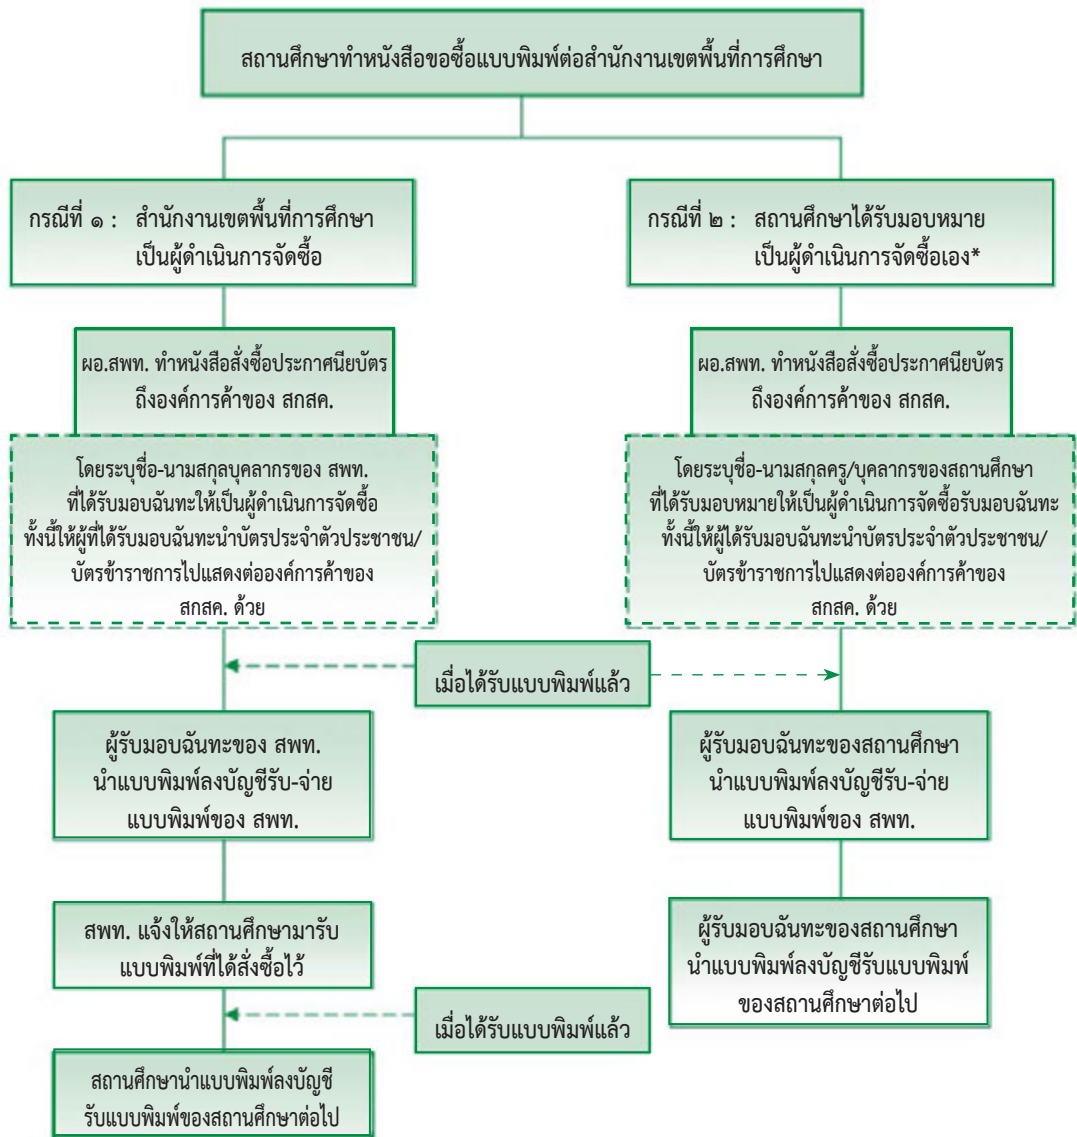 สถานศึกษาทำหนังสือขอซื้อแบบพิมพ์ต่อสำนักงานเขตพื้นที่การศึกษา
กรณีที่ ๑ : สำนักงานเขตพื้นที่การศึกษา
เป็นผู้ดำเนินการจัดซื้อ
กรณีที่ ๒ : สถานศึกษาได้รับมอบหมาย
เป็นผู้ดำเนินการจัดซื้อเอง*
ผอ.สพท. ทำหนังสือสั่งซื้อประกาศนียบัตร
ถึงองค์การค้าของ สกสค.
ผอ.สพท. ทำหนังสือสั่งซื้อประกาศนียบัตร
ถึงองค์การค้าของ สกสค.
โดยระบุชื่อ-นามสกุลบุคลากรของ สพท.
ที่ได้รับมอบฉันทะให้เป็นผู้ดำเนินการจัดซื้อ
ทั้งนี้ให้ผู้ที่ได้รับมอบฉันทะนำบัตรประจำตัวประชาชน/
บัตรข้าราชการไปแสดงต่อองค์การค้าของ
สกสค. ด้วย
โดยระบุชื่อ-นามสกุลครู/บุคลากรของสถานศึกษา
ที่ได้รับมอบหมายให้เป็นผู้ดำเนินการจัดซื้อรับมอบฉันทะ
ทั้งนี้ให้ผู้ได้รับมอบฉันทะนำบัตรประจำตัวประชาชน/
บัตรข้าราชการไปแสดงต่อองค์การค้าของ
สกสค. ด้วย
เมื่อได้รับแบบพิมพ์แล้ว
ผู้รับมอบฉันทะของ สพท.
นำแบบพิมพ์ลงบัญชีรับ-จ่าย
แบบพิมพ์ของ สพท.
ผู้รับมอบฉันทะของสถานศึกษา
นำแบบพิมพ์ลงบัญชีรับ-จ่าย
แบบพิมพ์ของ สพท.
สพท. แจ้งให้สถานศึกษามารับ
แบบพิมพ์ที่ได้สั่งซื้อไว้
ผู้รับมอบฉันทะของสถานศึกษา
นำแบบพิมพ์ลงบัญชีรับแบบพิมพ์
ของสถานศึกษาต่อไป
เมื่อได้รับแบบพิมพ์แล้ว
สถานศึกษานำแบบพิมพ์ลงบัญชี
รับแบบพิมพ์ของสถานศึกษาต่อไป